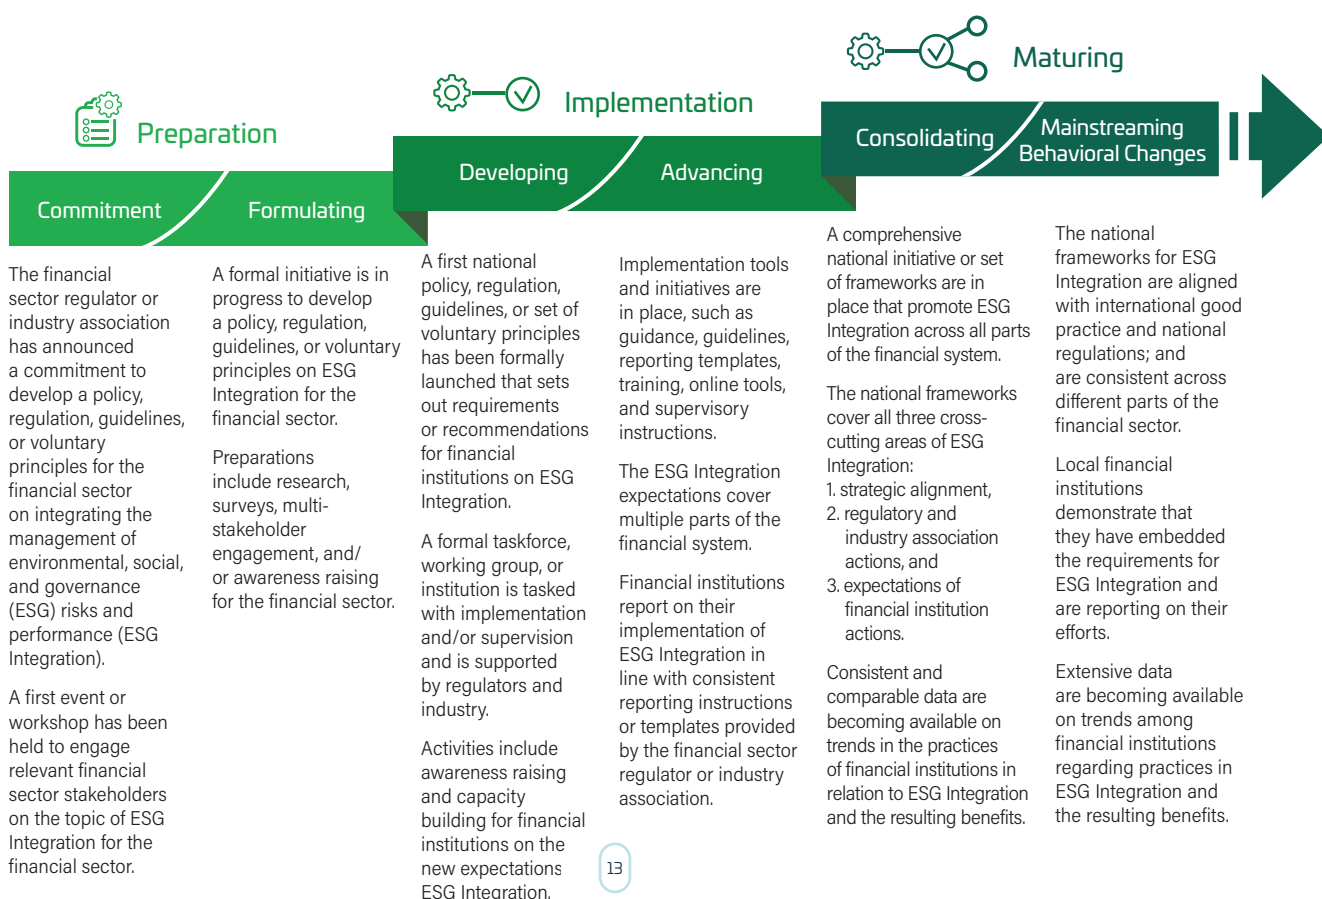 Preparation
Commitment
Formulating
The financial
sector regulator or
industry association
has announced
a commitment to
develop a policy,
regulation, guidelines,
or voluntary
principles for the
financial sector
on integrating the
management of
environmental, social,
and governance
(ESG) risks and
performance (ESG
Integration).
A first event or
workshop has been
held to engage
relevant financial
sector stakeholders
on the topic of ESG
Integration for the
financial sector.
A formal initiative is in
progress to develop
a policy, regulation,
guidelines, or voluntary
principles on ESG
Integration for the
financial sector.
Preparations
include research,
surveys, multi-
stakeholder
engagement, and/
or awareness raising
for the financial sector.
Implementation
Developing
Advancing
A first national
policy, regulation,
guidelines, or set of
voluntary principles
has been formally
launched that sets
out requirements
or recommendations
for financial
institutions on ESG
Integration.
A formal taskforce,
working group, or
institution is tasked
with implementation
and/or supervision
and is supported
by regulators and
industry.
Activities include
awareness raising
and capacity
building for financial
institutions on the
new expectations
ESG Integration.
Implementation tools
and initiatives are
in place, such as
guidance, guidelines,
reporting templates,
training, online tools,
and supervisory
instructions.
The ESG Integration
expectations cover
multiple parts of the
financial system.
Financial institutions
report on their
implementation of
ESG Integration in
line with consistent
reporting instructions
or templates provided
by the financial sector
regulator or industry
association.
Maturing
Consolidating
Mainstreaming
Behavioral Changes
A comprehensive
national initiative or set
of frameworks are in
place that promote ESG
Integration across all parts
of the financial system.
The national frameworks
cover all three cross-
cutting areas of ESG
Integration:
1. strategic alignment,
2. regulatory and
industry association
actions, and
3. expectations of
financial institution
actions.
Consistent and
comparable data are
becoming available on
trends in the practices
of financial institutions in
relation to ESG Integration
and the resulting benefits.
The national
frameworks for ESG
Integration are aligned
with international good
practice and national
regulations; and
are consistent across
different parts of the
financial sector.
Local financial
institutions
demonstrate that
they have embedded
the requirements for
ESG Integration and
are reporting on their
efforts.
Extensive data
are becoming available
on trends among
financial institutions
regarding practices in
ESG Integration and
the resulting benefits.
13